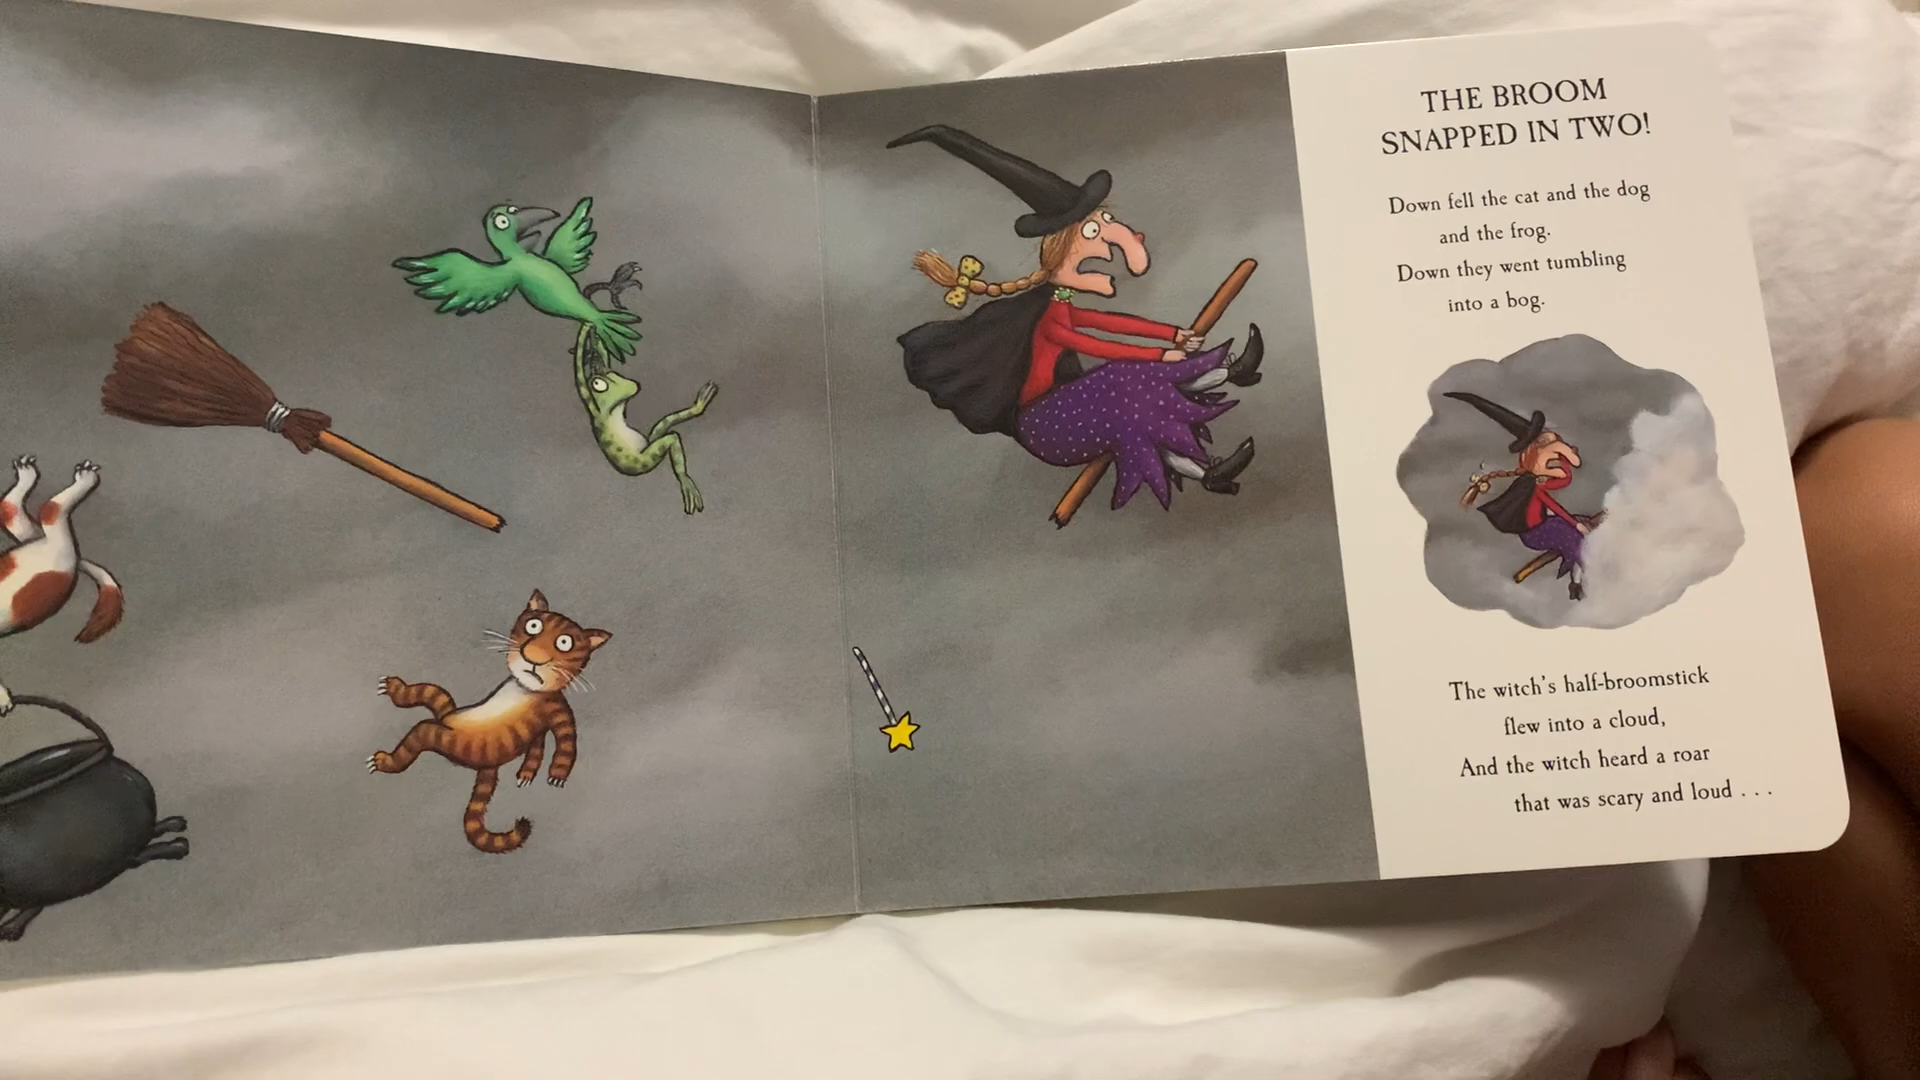 THE BROOM
SNAPPED IN TWO!
Down fell the cat and the dog
and the frog.
Down they went tumbling
into a bog.
The witch's half-broomstick
flew into a cloud,
And the witch heard a roar
that was scary and loud . . .